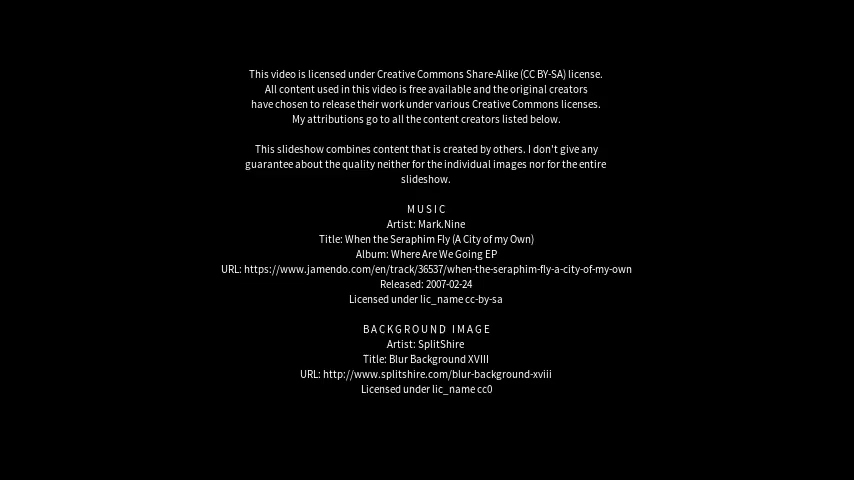 This video is licensed under Creative Commons Share-Alike (CC BY-SA) license.
All content used in this video is free available and the original creators
have chosen to release their work under various Creative Commons licenses.
My attributions go to all the content creators listed below.
This slideshow combines content that is created by others. I don't give any
guarantee about the quality neither for the individual images nor for the entire
slideshow.
MUSIC
Artist: Mark.Nine
Title: When the Seraphim Fly (A City of my Own)
Album: Where Are We Going EP
URL: https://www.jamendo.com/en/track/36537/when-the-seraphim-fly-a-city-of-my-own
Released: 2007-02-24
Licensed under lic_name cc-by-sa
BACKGROUND IMAGE
Artist: SplitShire
Title: Blur Background XVIII
URL: http://www.splitshire.com/blur-background-xviii
Licensed under lic_name cc0